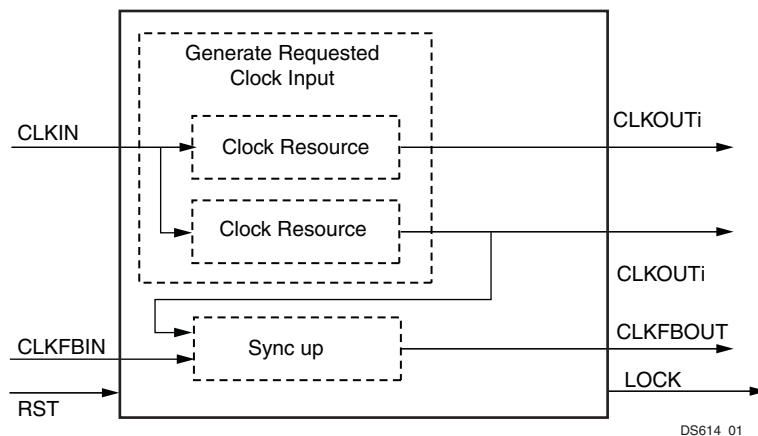 Generate Requested
Clock Input
CLKIN
Clock Resource
CLKOUTi
Clock Resource
CLKOUTi
CLKFBIN
Sync up
CLKFBOUT
LOCK
RST
DS614_01